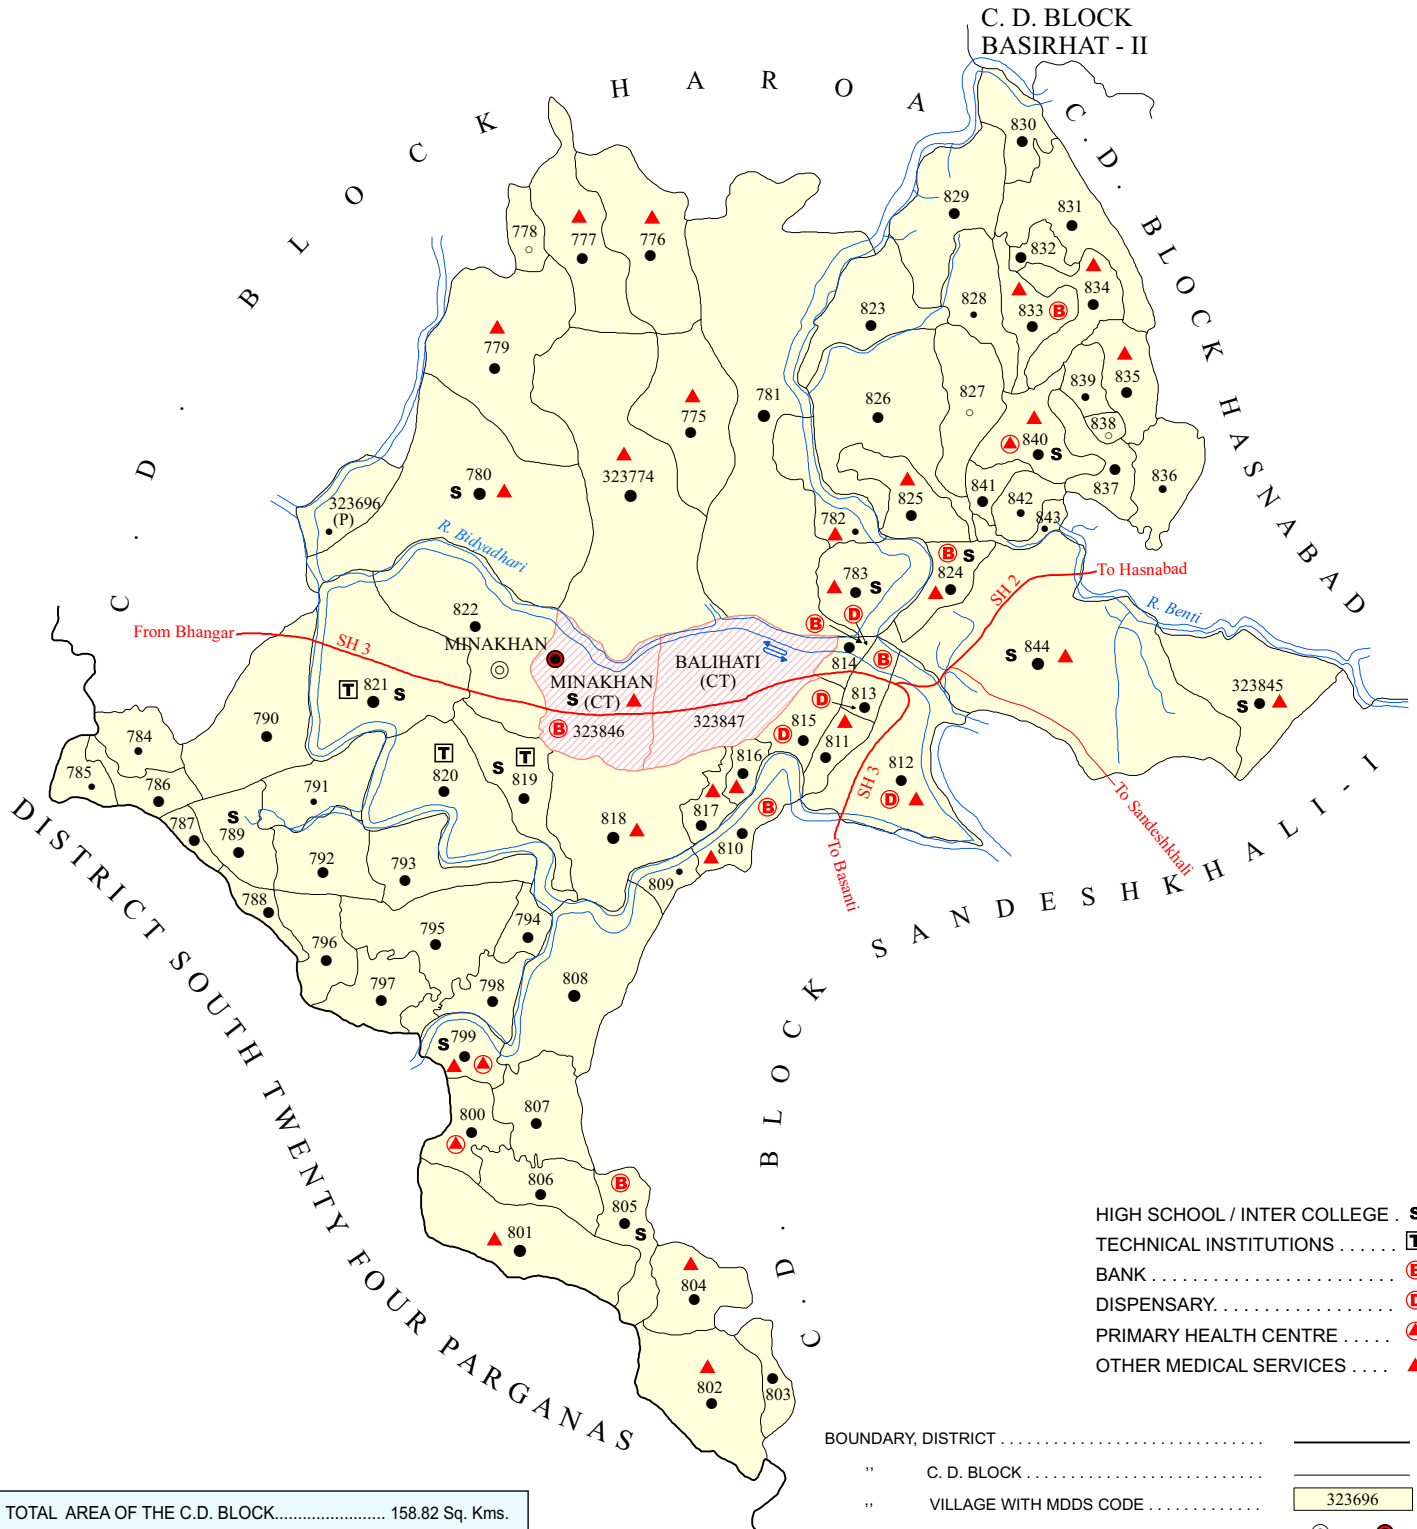 C. D. BLOCK
BASIRHAT - II
C. D. BLOCK HAROA
C. D. BLOCK HASNABAD
C. D. BLOCK SANDESHKHALI - I
DISTRICT SOUTH TWENTY FOUR PARGANAS
830
829
831
832
778
777
776
834
828
823
833
B
779
839
835
827
781
826
775
838
840
S
780
S
323774
836
837
841
842
825
323696
(P)
843
782
R. Bidyadhari
B
S
824
783
S
To Hasnabad
SH 2
R. Benti
822
D
B
From Bhangar
SH 3
MINAKHAN
BALIHATI
(CT)
814
B
S
844
MINAKHAN
(CT)
S
T
821
S
813
D
323845
S
B
323846
323847
790
784
815
D
811
785
786
T
820
S
T
819
816
812
D
SH 3
791
To Sandeshkhali
787
S
789
818
817
B
810
To Basanti
792
793
809
788
794
795
796
797
798
808
S
799
800
807
806
B
805
S
801
804
802
803
HIGH SCHOOL / INTER COLLEGE . S
TECHNICAL INSTITUTIONS . . . . . . T
BANK . . . . . . . . . . . . . . . . . . . . . . . . B
DISPENSARY. . . . . . . . . . . . . . . . . . D
PRIMARY HEALTH CENTRE . . . . .
OTHER MEDICAL SERVICES . . . .
BOUNDARY, DISTRICT . . . . . . . . . . . . . . . . . . . . . . . . . . . . . .
,, C. D. BLOCK . . . . . . . . . . . . . . . . . . . . . . . . . . .
,, VILLAGE WITH MDDS CODE . . . . . . . . . . . . . 323696
TOTAL AREA OF THE C.D. BLOCK........................ 158.82 Sq. Kms.